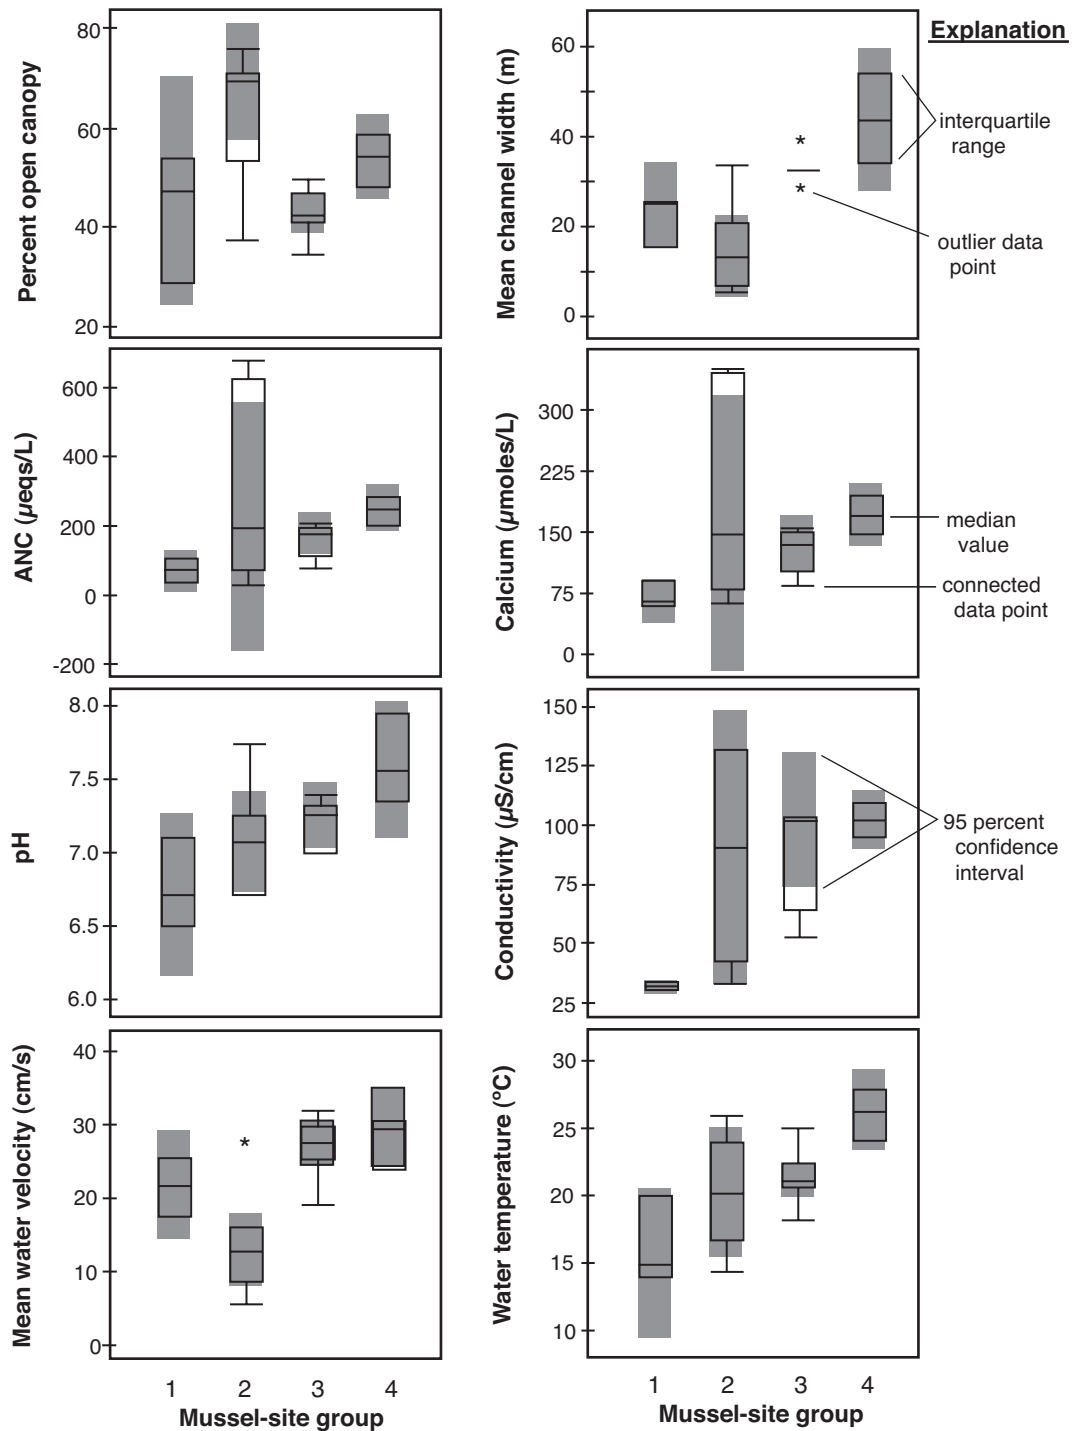 Percent open canopy
80
60
40
20
Mean channel width (m)
60
40
20
0
*
*
Explanation
interquartile
range
outlier data
point
ANC (µeqs/L)
600
400
200
0
-200
Calcium (µmoles/L)
300
225
150
75
0
median
value
connected
data point
pH
8.0
7.5
7.0
6.5
6.0
Conductivity (µS/cm)
150
125
100
75
50
25
95 percent
confidence
interval
Mean water velocity (cm/s)
40
30
20
10
0
*
1 2 3 4
Mussel-site group
Water temperature (ºC)
30
25
20
15
10
1 2 3 4
Mussel-site group